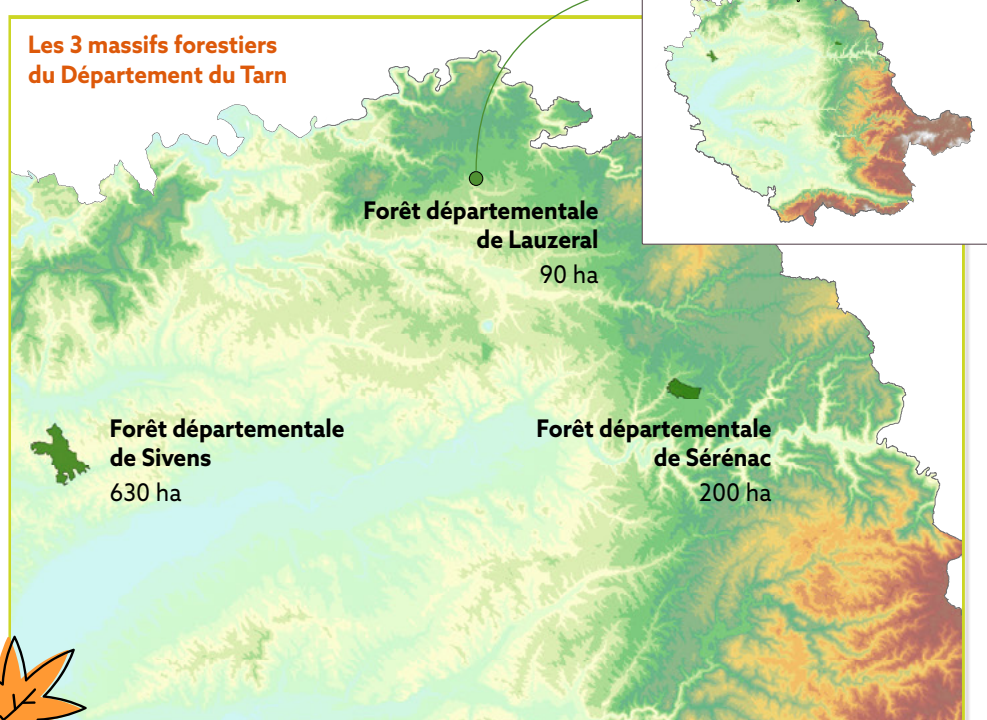 Les 3 massifs forestiers
du Département du Tarn
Forêt départementale
de Lauzeral
90 ha
Forêt départementale
de Sivens
630 ha
Forêt départementale
de Sérénac
200 ha